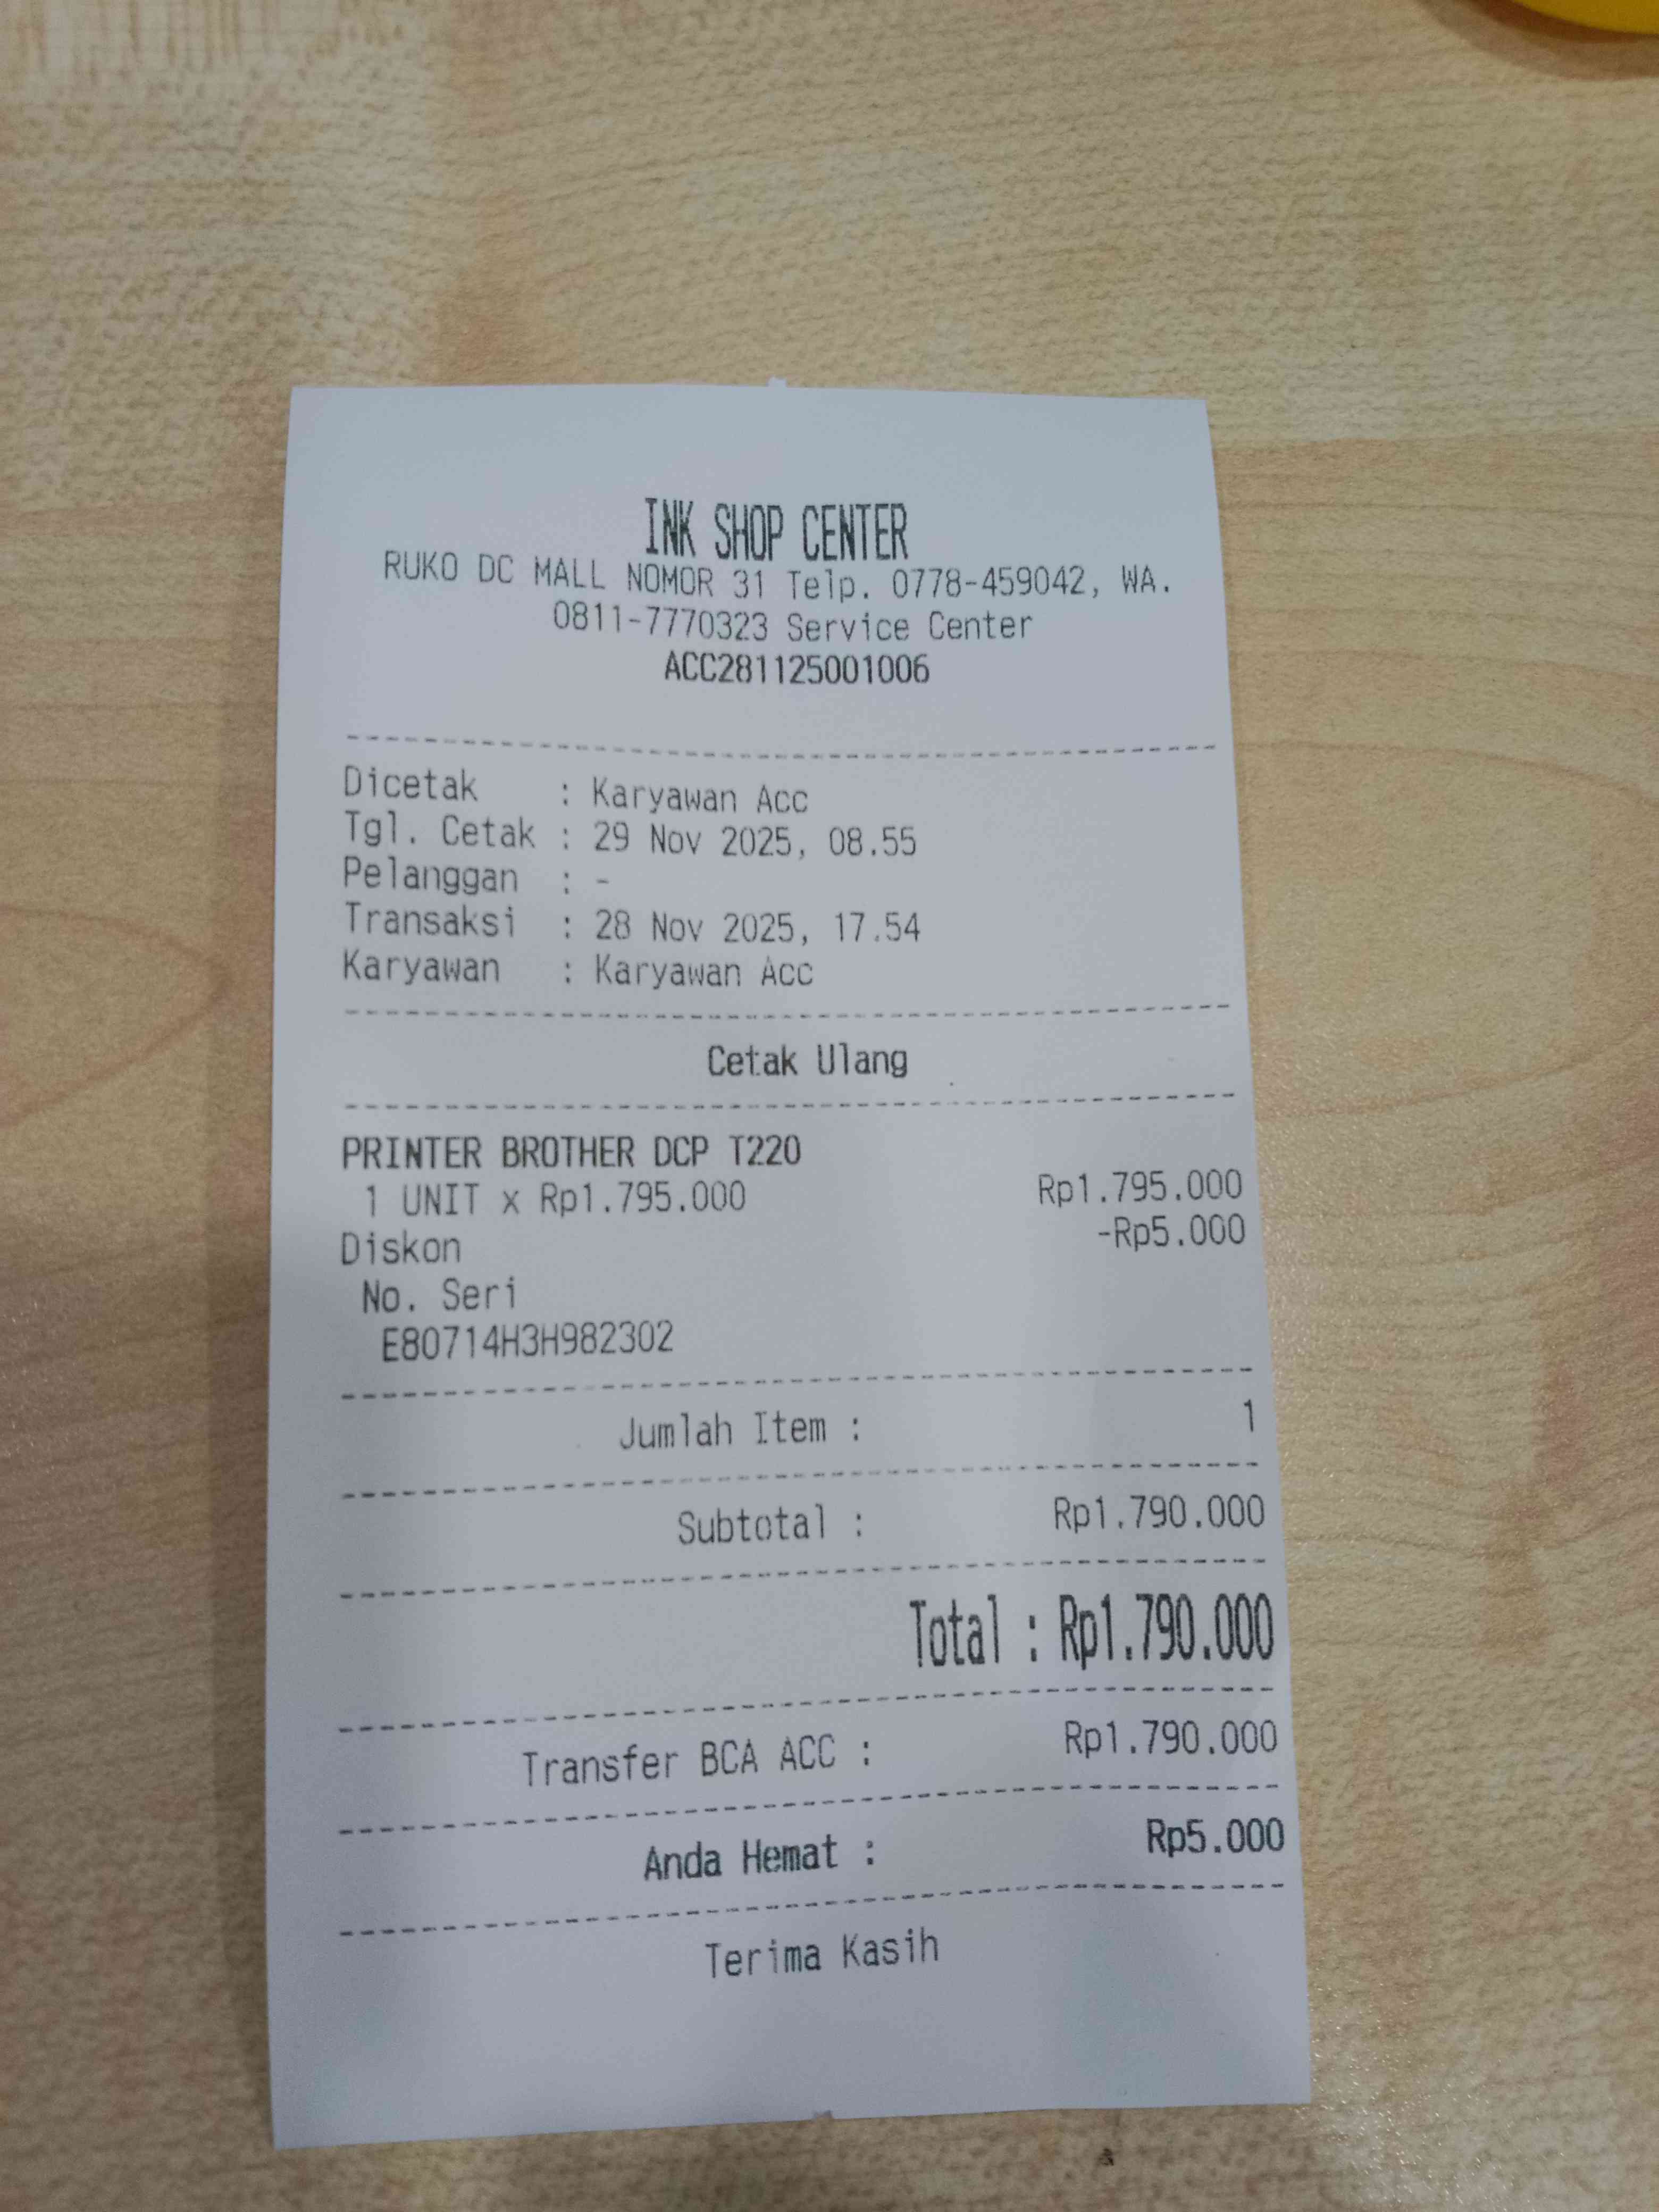 INK SHOP CENTER
RUKO DC MALL NOMOR 31 Telp. 0778-459042, WA.
0811-7770323 Service Center
ACC281125001006
Dicetak : Karyawan Acc
Tgl. Cetak : 29 Nov 2025, 08.55
Pelanggan : -
Transaksi : 28 Nov 2025, 17.54
Karyawan : Karyawan Acc
Cetak Ulang
PRINTER BROTHER DCP T220
1 UNIT x Rp1.795.000 Rp1.795.000
Diskon -Rp5.000
No. Seri
E80714H3H982302
Jumlah Item : 1
Subtotal : Rp1.790.000
Total : Rp1.790.000
Transfer BCA ACC : Rp1.790.000
Anda Hemat : Rp5.000
Terima Kasih